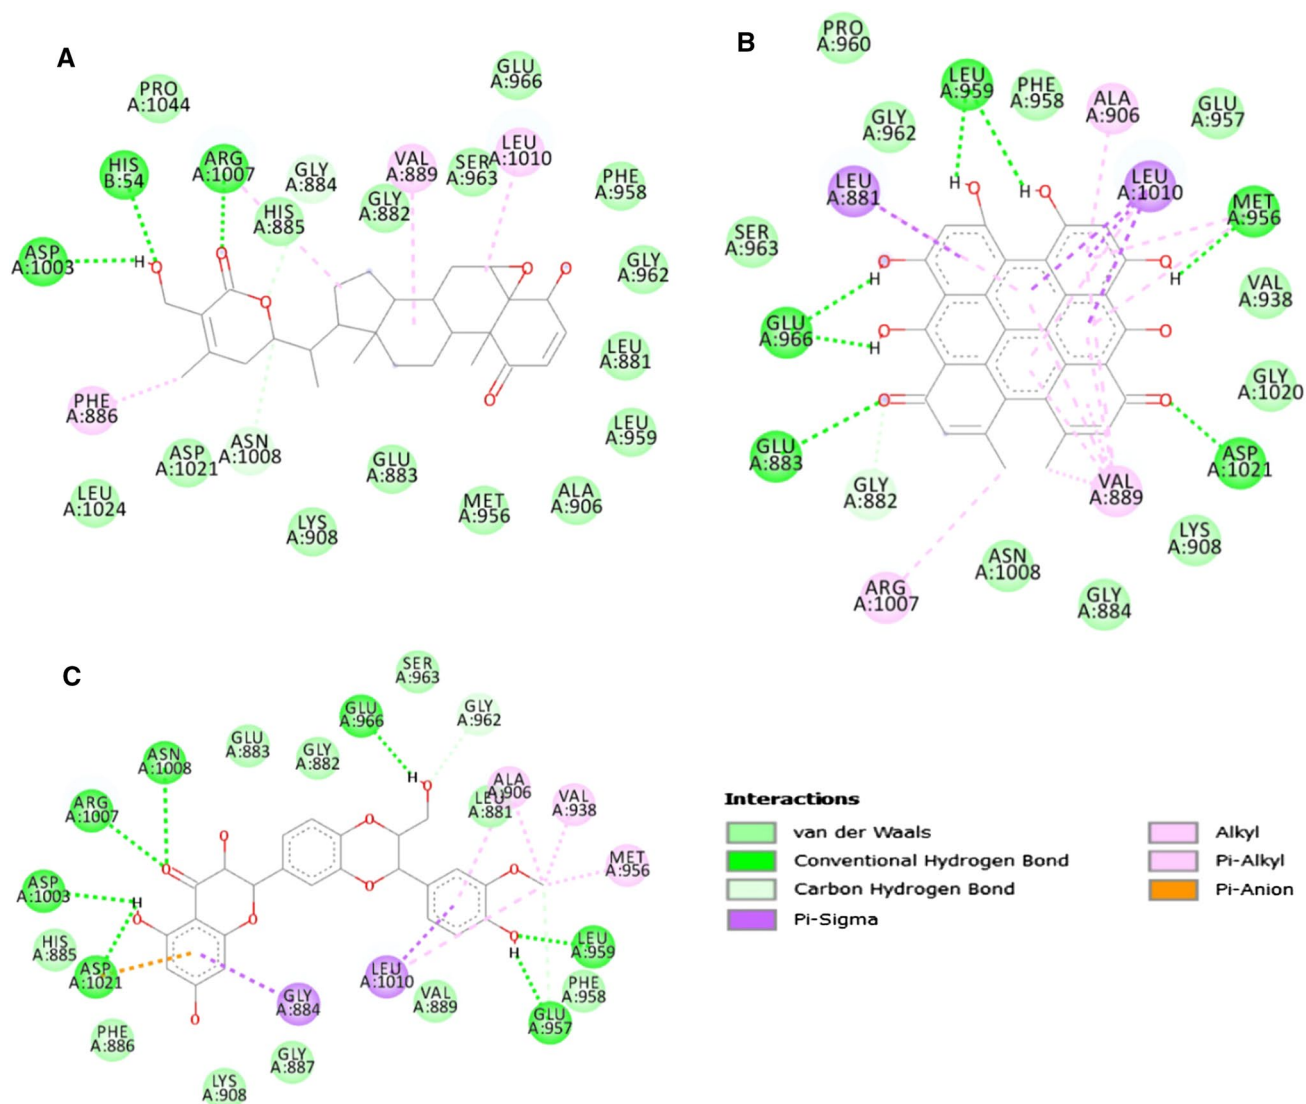 A
GLU
A:966
PRO
A:1044
HIS
B:54
ARG
A:1007
GLY
A:884
VAL
A:889
SER
A:963
LEU
A:1010
PHE
A:958
HIS
A:885
GLY
A:882
ASP
A:1003
H
O
O
O
O
O
GLY
A:962
LEU
A:881
O
PHE
A:886
LEU
A:959
ASP
A:1021
ASN
A:1008
GLU
A:883
LEU
A:1024
LYS
A:908
MET
A:956
ALA
A:906
B
PRO
A:960
LEU
A:959
PHE
A:958
ALA
A:906
GLU
A:957
GLY
A:962
LEU
A:881
LEU
A:1010
MET
A:956
H
O
H
O
SER
A:963
O
H
O
H
VAL
A:938
GLU
A:966
O
H
O
GLY
A:1020
O
O
GLU
A:883
GLY
A:882
VAL
A:889
ASP
A:1021
LYS
A:908
ASN
A:1008
ARG
A:1007
GLY
A:884
C
SER
A:963
GLU
A:966
GLY
A:962
GLU
A:883
GLY
A:882
ASN
A:1008
H
O
ALA
A:906
LEU
A:881
VAL
A:938
ARG
A:1007
O
O
O
O
MET
A:956
ASP
A:1003
H
O
O
O
O
H
LEU
A:959
HIS
A:885
ASP
A:1021
GLY
A:884
LEU
A:1010
VAL
A:889
PHE
A:958
GLU
A:957
O
PHE
A:886
GLY
A:887
LYS
A:908
Interactions
van der Waals
Conventional Hydrogen Bond
Carbon Hydrogen Bond
Pi-Sigma
Alkyl
Pi-Alkyl
Pi-Anion